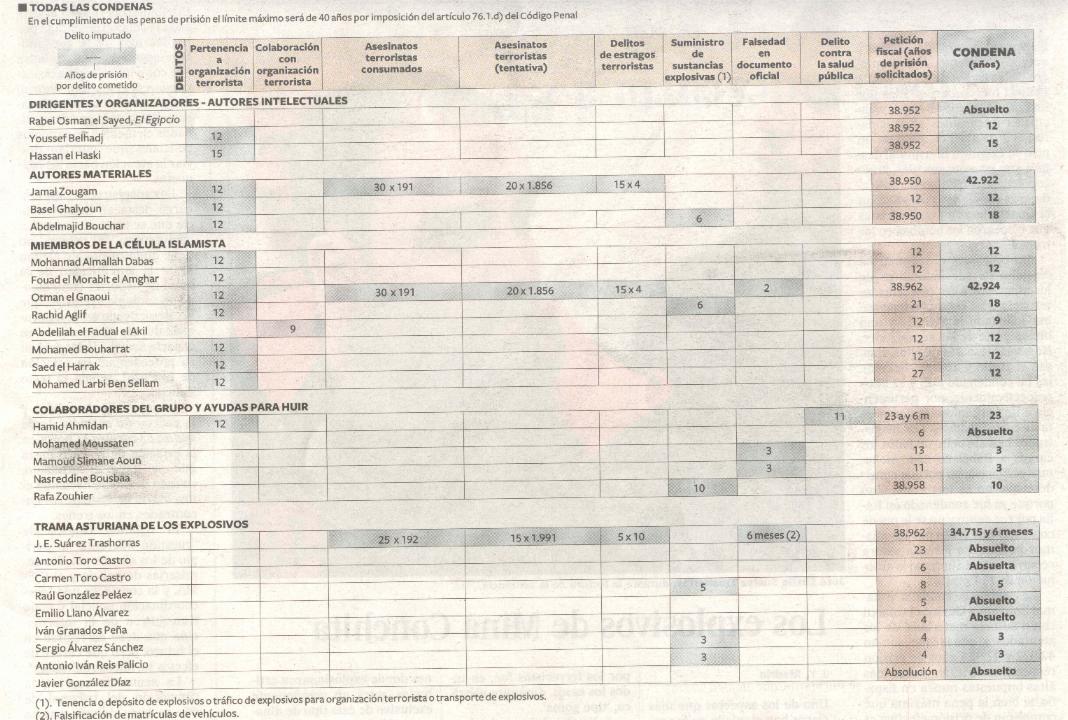 ■ TODAS LAS CONDENAS
En el cumplimiento de las penas de prisión el límite máximo será de 40 años por imposición del artículo 76.1.d) del Código Penal
Delito imputado
Años de prisión
por delito cometido
DELITOS
Pertenencia a organización terrorista
Colaboración con organización terrorista
Asesinatos terroristas consumados
Asesinatos terroristas (tentativa)
Delitos de estragos terroristas
Suministro de sustancias explosivas (1)
Falsedad en documento oficial
Delito contra la salud pública
Petición fiscal (años de prisión solicitados)
CONDENA (años)
DIRIGENTES Y ORGANIZADORES - AUTORES INTELECTUALES
Rabei Osman el Sayed, El Egipcio 38.952 Absuelto
Youssef Belhadj 12 38.952 12
Hassan el Haski 15 38.952 15
AUTORES MATERIALES
Jamal Zougam 12 30 x 191 20 x 1.856 15 x 4 38.950 42.922
Basel Ghalyoun 12 12 12
Abdelmajid Bouchar 12 6 38.950 18
MIEMBROS DE LA CÉLULA ISLAMISTA
Mohannad Almallah Dabas 12 12 12
Fouad el Morabit el Amghar 12 12 12
Otman el Gnaoui 12 30 x 191 20 x 1.856 15 x 4 2 38.962 42.924
Rachid Aglif 12 6 21 18
Abdelilah el Fadual el Akil 9 12 9
Mohamed Bouharrat 12 12 12
Saed el Harrak 12 12 12
Mohamed Larbi Ben Sellam 12 27 12
COLABORADORES DEL GRUPO Y AYUDAS PARA HUIR
Hamid Ahmidan 12 11 23 a y 6 m 23
Mohamed Moussaten 6 Absuelto
Mamoud Slimane Aoun 3 13 3
Nasreddine Bousbaa 3 11 3
Rafa Zouhier 10 38.958 10
TRAMA ASTURIANA DE LOS EXPLOSIVOS
J. E. Suárez Trashorras 25 x 192 15 x 1.991 5 x 10 6 meses (2) 38.962 34.715 y 6 meses
Antonio Toro Castro 23 Absuelto
Carmen Toro Castro 6 Absuelta
Raúl González Peláez 5 8 5
Emilio Llano Álvarez 5 Absuelto
Iván Granados Peña 4 Absuelto
Sergio Álvarez Sánchez 3 4 3
Antonio Iván Reis Palicio 3 4 3
Javier González Díaz Absolución Absuelto
(1). Tenencia o depósito de explosivos o tráfico de explosivos para organización terrorista o transporte de explosivos.
(2). Falsificación de matrículas de vehículos.